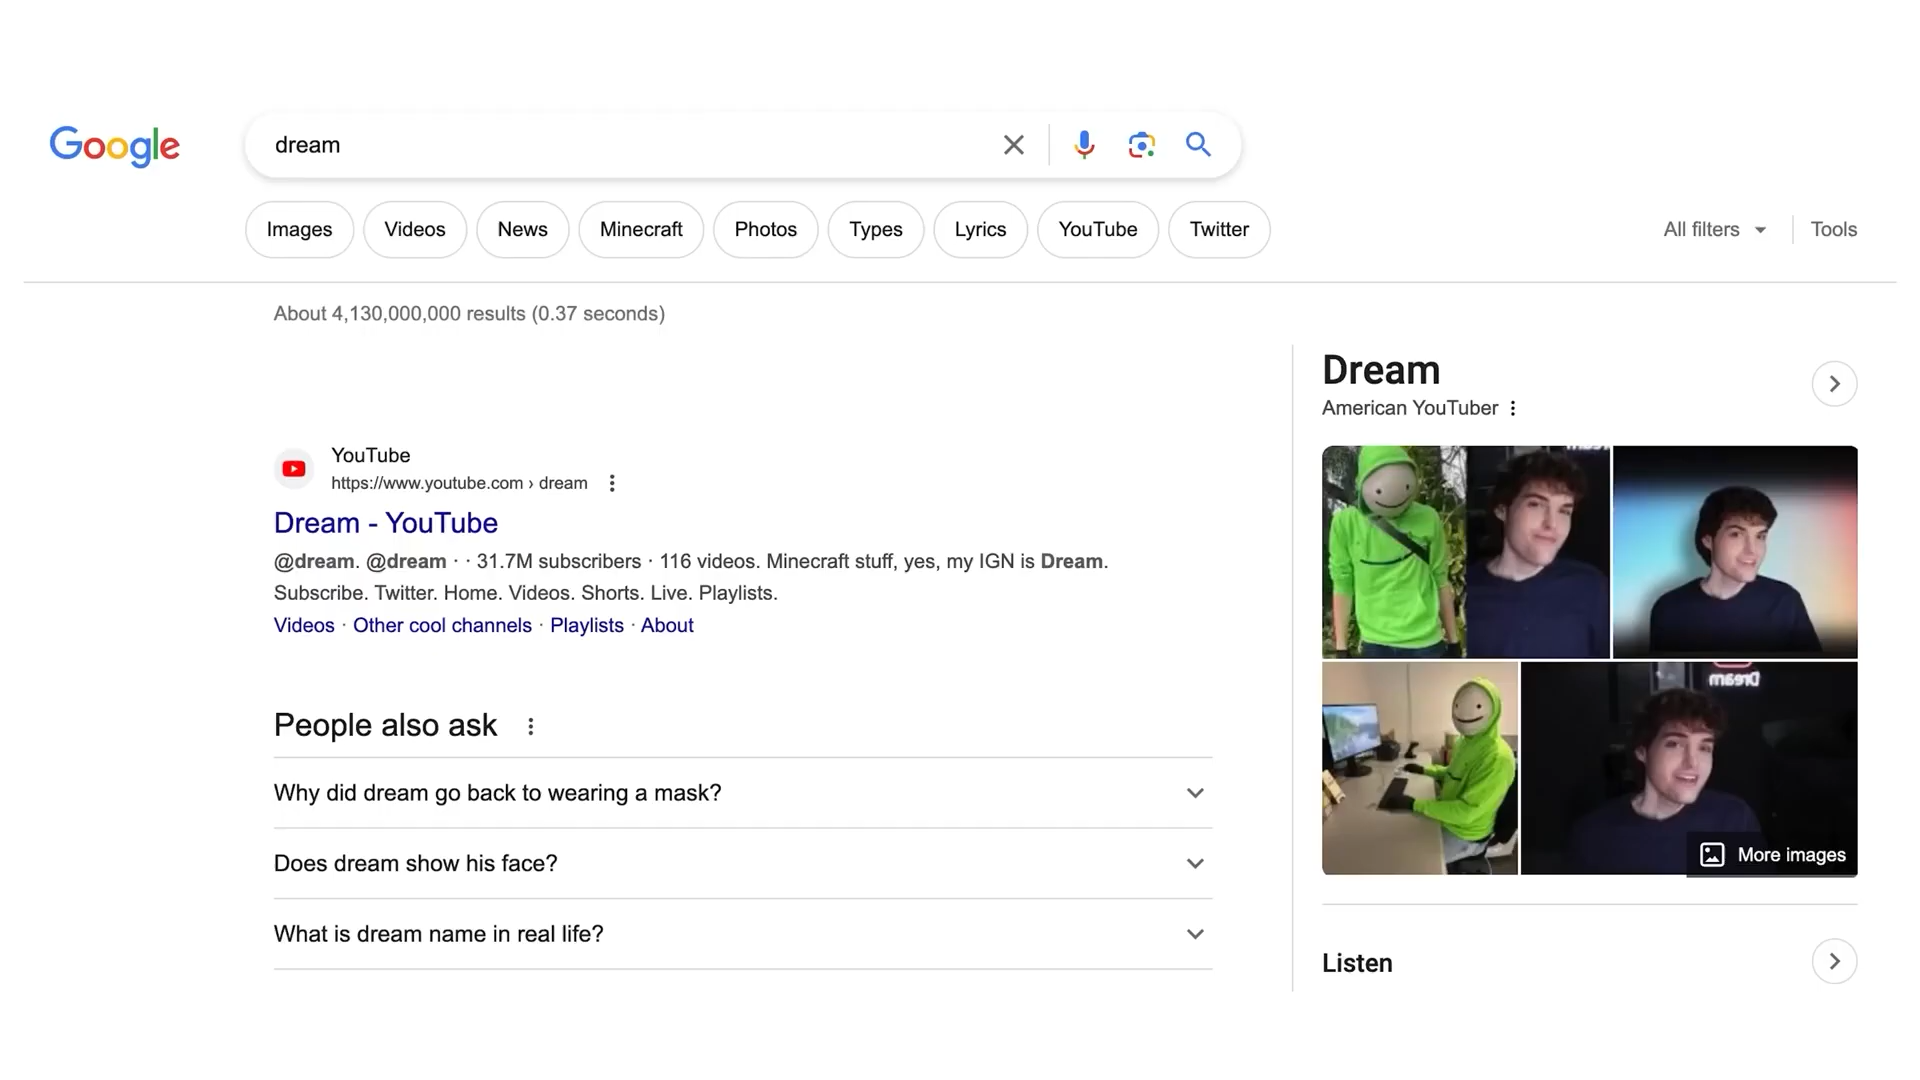 Google
dream
Images
Videos
News
Minecraft
Photos
Types
Lyrics
YouTube
Twitter
All filters
Tools
About 4,130,000,000 results (0.37 seconds)
YouTube
https://www.youtube.com › dream
Dream - YouTube
@dream. @dream · · 31.7M subscribers · 116 videos. Minecraft stuff, yes, my IGN is Dream.
Subscribe. Twitter. Home. Videos. Shorts. Live. Playlists.
Videos · Other cool channels · Playlists · About
People also ask
Why did dream go back to wearing a mask?
Does dream show his face?
What is dream name in real life?
Dream
American YouTuber
Dream
More images
Listen